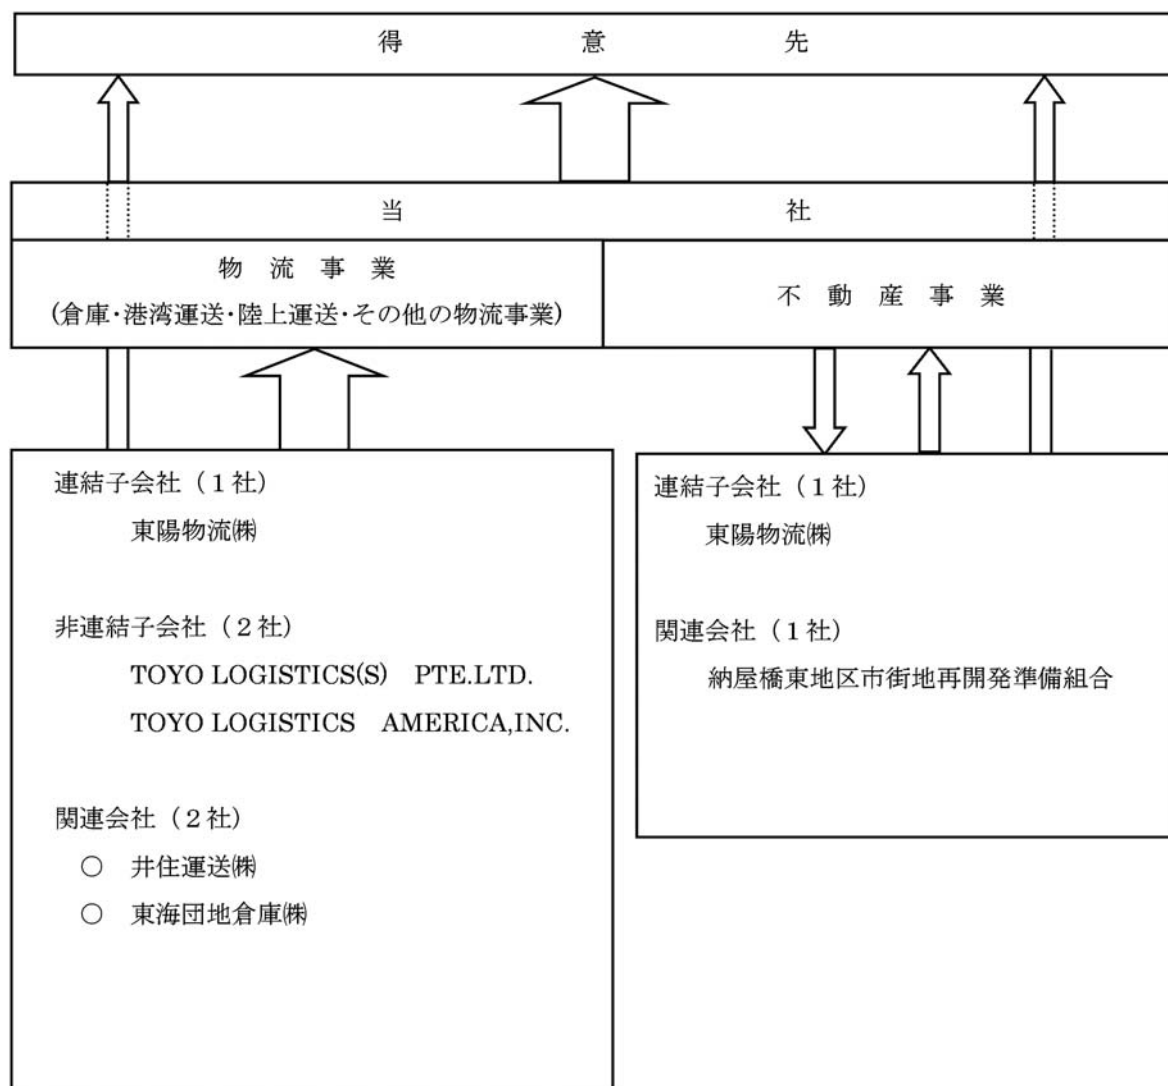 得 意 先
当 社
物 流 事 業
(倉庫・港湾運送・陸上運送・その他の物流事業)
不 動 産 事 業
連結子会社（１社）
東陽物流㈱
非連結子会社（２社）
TOYO LOGISTICS(S) PTE.LTD.
TOYO LOGISTICS AMERICA,INC.
関連会社（２社）
○ 井住運送㈱
○ 東海団地倉庫㈱
連結子会社（１社）
東陽物流㈱
関連会社（１社）
納屋橋東地区市街地再開発準備組合